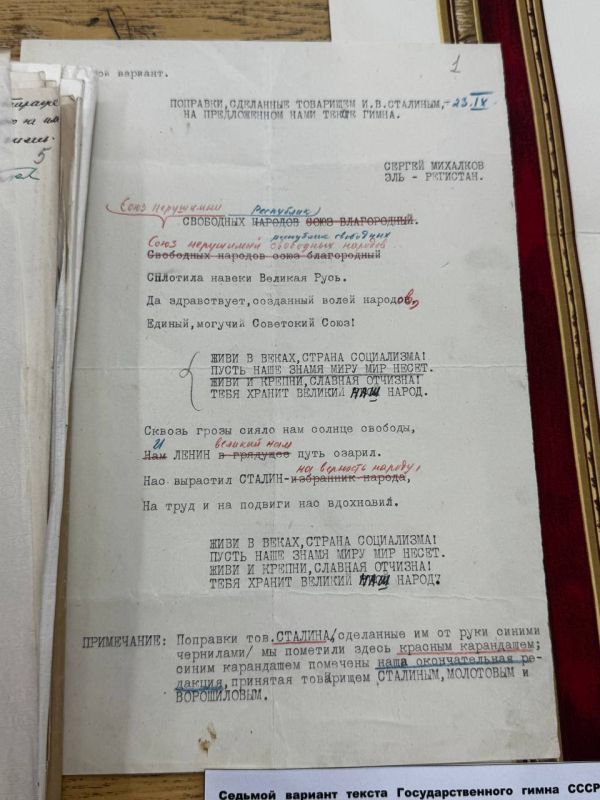 вариант.
1
ПОПРАВКИ, СДЕЛАННЫЕ ТОВАРИЩЕМ И.В.СТАЛИНЫМ,- 23.IX
НА ПРЕДЛОЖЕННОМ НАМИ ТЕКСТЕ ГИМНА.
СЕРГЕЙ МИХАЛКОВ
ЭЛЬ - РЕГИСТАН.
Союз нерушимый Республик
СВОБОДНЫХ НАРОДОВ СОЮЗ БЛАГОРОДНЫЙ.
республик свободных
Союз нерушимый свободных народов
Свободных народов союз благородный
Сплотила навеки Великая Русь.
Да здравствует, созданный волей народов,
Единый, могучий Советский Союз!
ЖИВИ В ВЕКАХ, СТРАНА СОЦИАЛИЗМА!
ПУСТЬ НАШЕ ЗНАМЯ МИРУ МИР НЕСЕТ.
ЖИВИ И КРЕПНИ, СЛАВНАЯ ОТЧИЗНА!
ТЕБЯ ХРАНИТ ВЕЛИКИЙ НАШ НАРОД.
Сквозь грозы сияло нам солнце свободы,
И великий нам
Нам ЛЕНИН в грядущее путь озарил.
на верность народу,
Нас вырастил СТАЛИН-избранник народа,
На труд и на подвиги нас вдохновил.
ЖИВИ В ВЕКАХ, СТРАНА СОЦИАЛИЗМА!
ПУСТЬ НАШЕ ЗНАМЯ МИРУ МИР НЕСЕТ.
ЖИВИ И КРЕПНИ, СЛАВНАЯ ОТЧИЗНА!
ТЕБЯ ХРАНИТ ВЕЛИКИЙ НАШ НАРОД.
ПРИМЕЧАНИЕ: Поправки тов. СТАЛИНА /сделанные им от руки синими
чернилами/ мы пометили здесь красным карандашем;
синим карандашем помечены наша окончательная ре-
дакция, принятая товарищем СТАЛИНЫМ, МОЛОТОВЫМ и
ВОРОШИЛОВЫМ.
5
Седьмой вариант текста Государственного гимна СССР